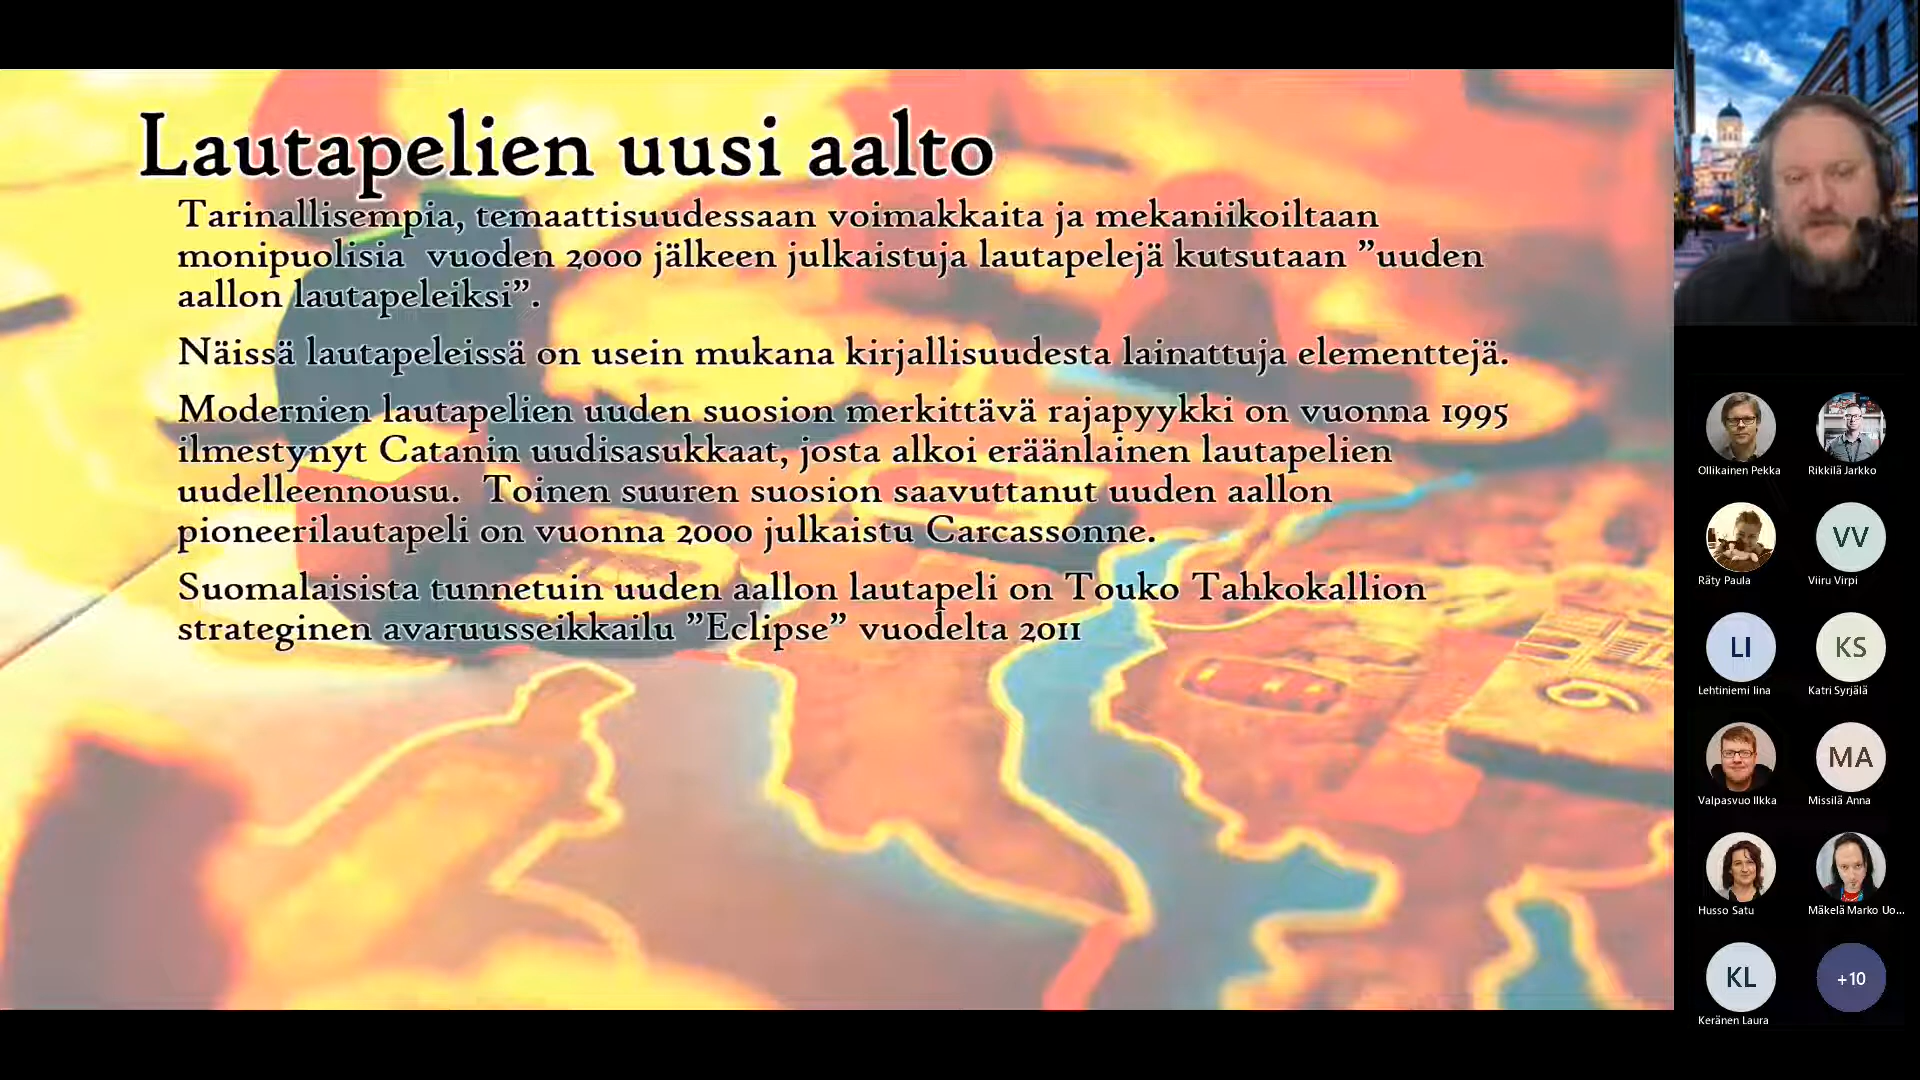 Lautapelien uusi aalto
Tarinallisempia, temaattisuudessaan voimakkaita ja mekaniikoiltaan
monipuolisia vuoden 2000 jälkeen julkaistuja lautapelejä kutsutaan ”uuden
aallon lautapeleiksi”.
Näissä lautapeleissä on usein mukana kirjallisuudesta lainattuja elementtejä.
Modernien lautapelien uuden suosion merkittävä rajapyykki on vuonna 1995
ilmestynyt Catanin uudisasukkaat, josta alkoi eräänlainen lautapelien
uudelleennousu. Toinen suuren suosion saavuttanut uuden aallon
pioneerilautapeli on vuonna 2000 julkaistu Carcassonne.
Suomalaisista tunnetuin uuden aallon lautapeli on Touko Tahkokallion
strateginen avaruusseikkailu ”Eclipse” vuodelta 2011
9
Ollikainen Pekka
Rikkilä Jarkko
VV
Räty Paula
Viiru Virpi
LI
KS
Lehtiniemi Iina
Katri Syrjälä
MA
Valpasvuo Ilkka
Missilä Anna
Husso Satu
Mäkelä Marko Uo...
KL
+10
Keränen Laura